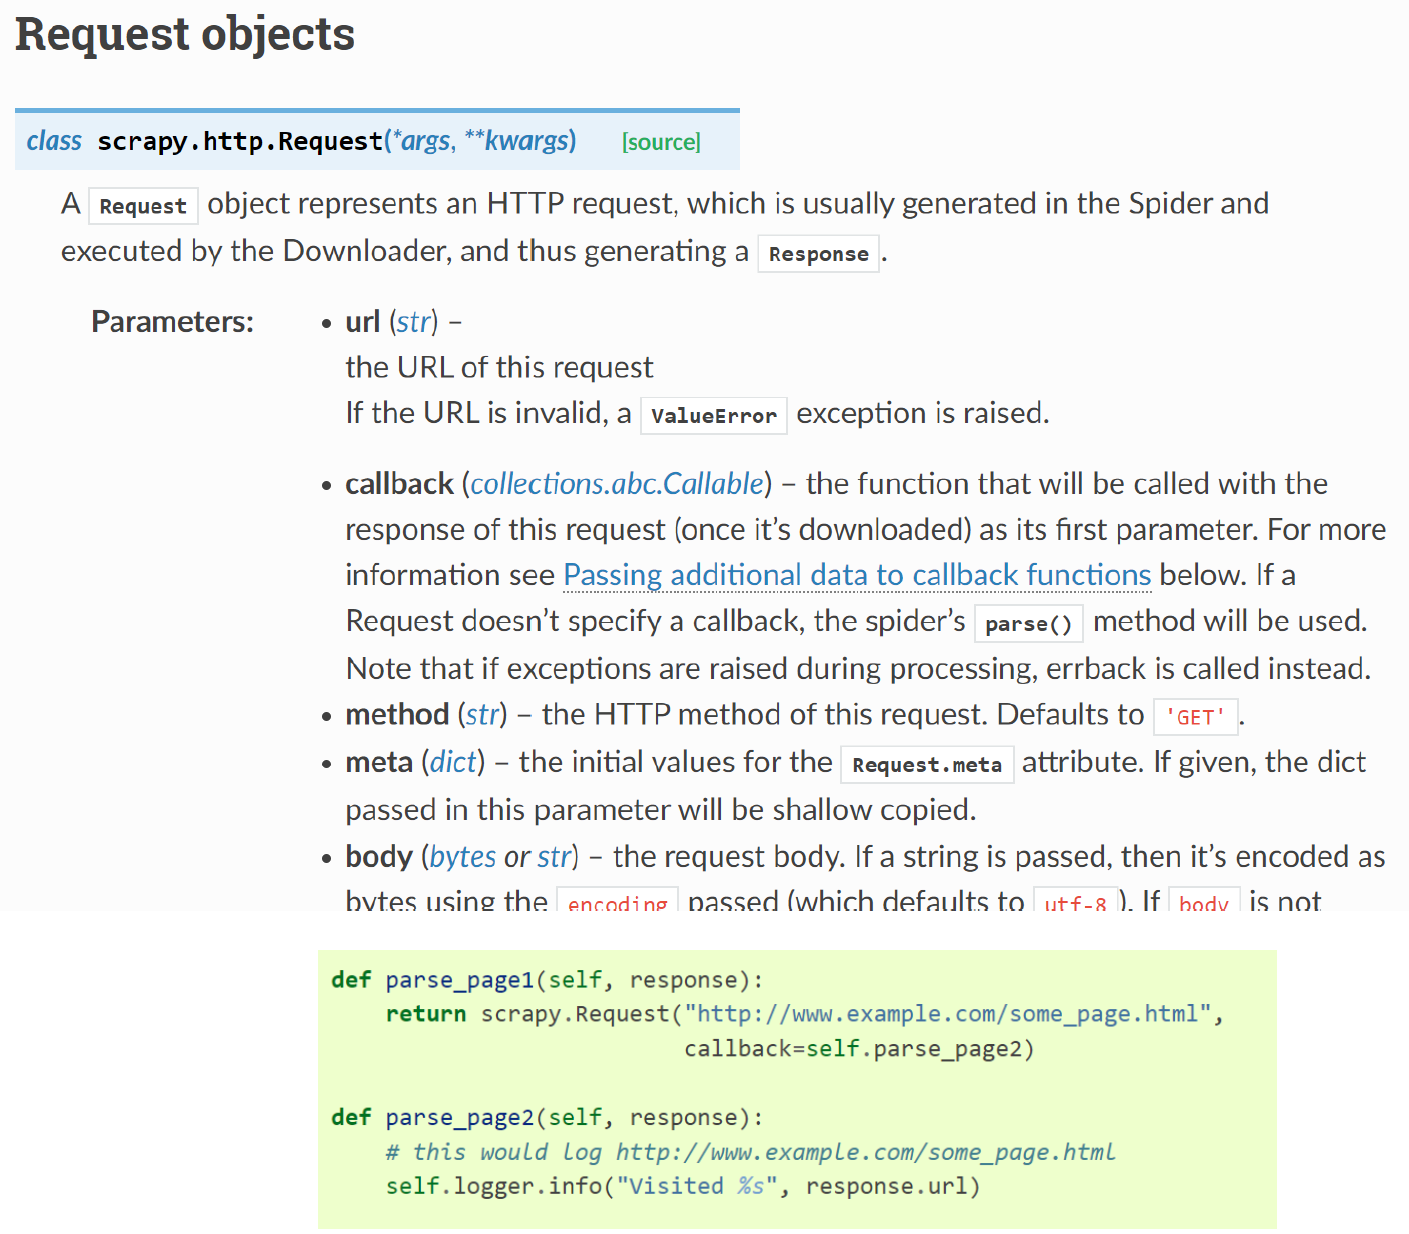 Request objects
class scrapy.http.Request(*args, **kwargs) [source]
A Request object represents an HTTP request, which is usually generated in the Spider and
executed by the Downloader, and thus generating a Response.
Parameters:
• url (str) –
the URL of this request
If the URL is invalid, a ValueError exception is raised.
• callback (collections.abc.Callable) – the function that will be called with the
response of this request (once it’s downloaded) as its first parameter. For more
information see Passing additional data to callback functions below. If a
Request doesn’t specify a callback, the spider’s parse() method will be used.
Note that if exceptions are raised during processing, errback is called instead.
• method (str) – the HTTP method of this request. Defaults to 'GET'.
• meta (dict) – the initial values for the Request.meta attribute. If given, the dict
passed in this parameter will be shallow copied.
• body (bytes or str) – the request body. If a string is passed, then it’s encoded as
bytes using the encoding passed (which defaults to utf-8). If body is not
def parse_page1(self, response):
    return scrapy.Request("http://www.example.com/some_page.html",
                          callback=self.parse_page2)
def parse_page2(self, response):
    # this would log http://www.example.com/some_page.html
    self.logger.info("Visited %s", response.url)